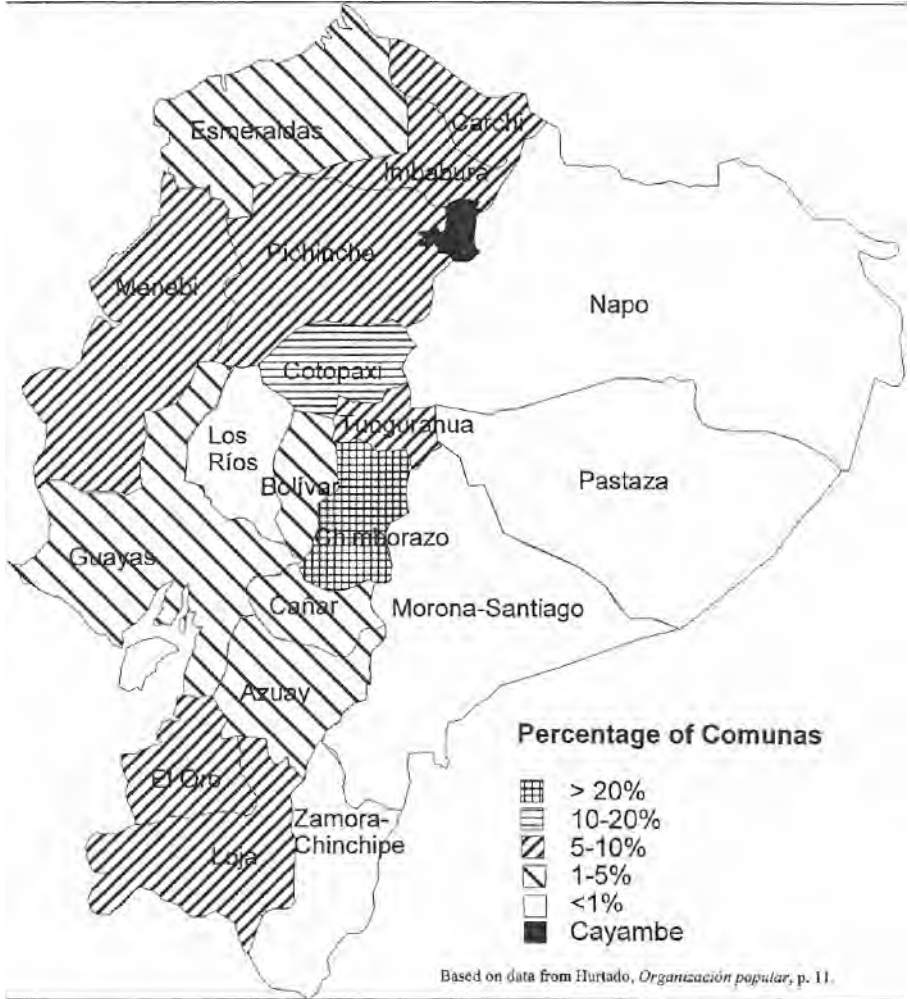 Esmeraldas
Carchi
Imbabura
Pichincha
Manabi
Napo
Cotopaxi
Tungurahua
Los
Ríos
Bolívar
Pastaza
Chimborazo
Guayas
Cañar
Morona-Santiago
Azuay
El Oro
Zamora-
Chinchipe
Loja
Percentage of Comunas
> 20%
10-20%
5-10%
1-5%
<1%
Cayambe
Based on data from Hurtado, Organización popular, p. 11.